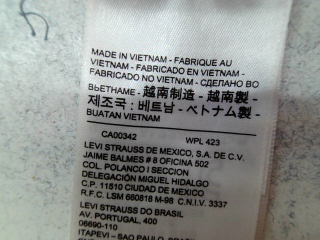 MADE IN VIETNAM - FABRIQUE AU
VIETNAM - FABRICADO EN VIETNAM -
FABRICADO NO VIETNAM - СДЕЛАНО ВО
ВЬЕТНАМЕ - 越南制造 - 越南製 -
제조국 : 베트남 - ベトナム製 -
BUATAN VIETNAM
CA00342 WPL 423
LEVI STRAUSS DE MEXICO, S.A. DE C.V.
JAIME BALMES # 8 OFICINA 502
COL. POLANCO I SECCION
DELEGACIÓN MIGUEL HIDALGO
C.P. 11510 CIUDAD DE MEXICO
R.F.C. LSM 660818 M-98 C.N.I.V. 3337
LEVI STRAUSS DO BRASIL
AV. PORTUGAL, 400
06690-110
ITAPEVI - SAO PAULO